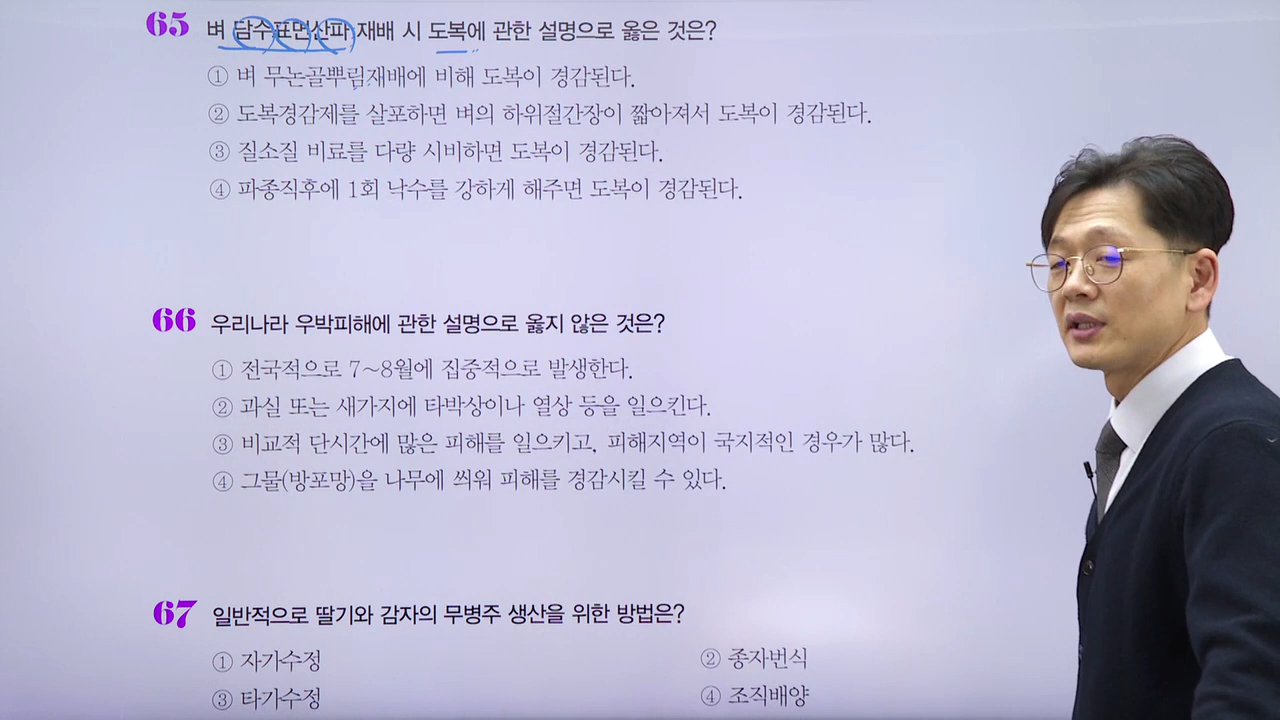 65 벼 담수표면산파 재배 시 도복에 관한 설명으로 옳은 것은?
① 벼 무논골뿌림재배에 비해 도복이 경감된다.
② 도복경감제를 살포하면 벼의 하위절간장이 짧아져서 도복이 경감된다.
③ 질소질 비료를 다량 시비하면 도복이 경감된다.
④ 파종직후에 1회 낙수를 강하게 해주면 도복이 경감된다.
66 우리나라 우박피해에 관한 설명으로 옳지 않은 것은?
① 전국적으로 7~8월에 집중적으로 발생한다.
② 과실 또는 새가지에 타박상이나 열상 등을 일으킨다.
③ 비교적 단시간에 많은 피해를 일으키고, 피해지역이 국지적인 경우가 많다.
④ 그물(방포망)을 나무에 씌워 피해를 경감시킬 수 있다.
67 일반적으로 딸기와 감자의 무병주 생산을 위한 방법은?
① 자가수정 ② 종자번식
③ 타가수정 ④ 조직배양